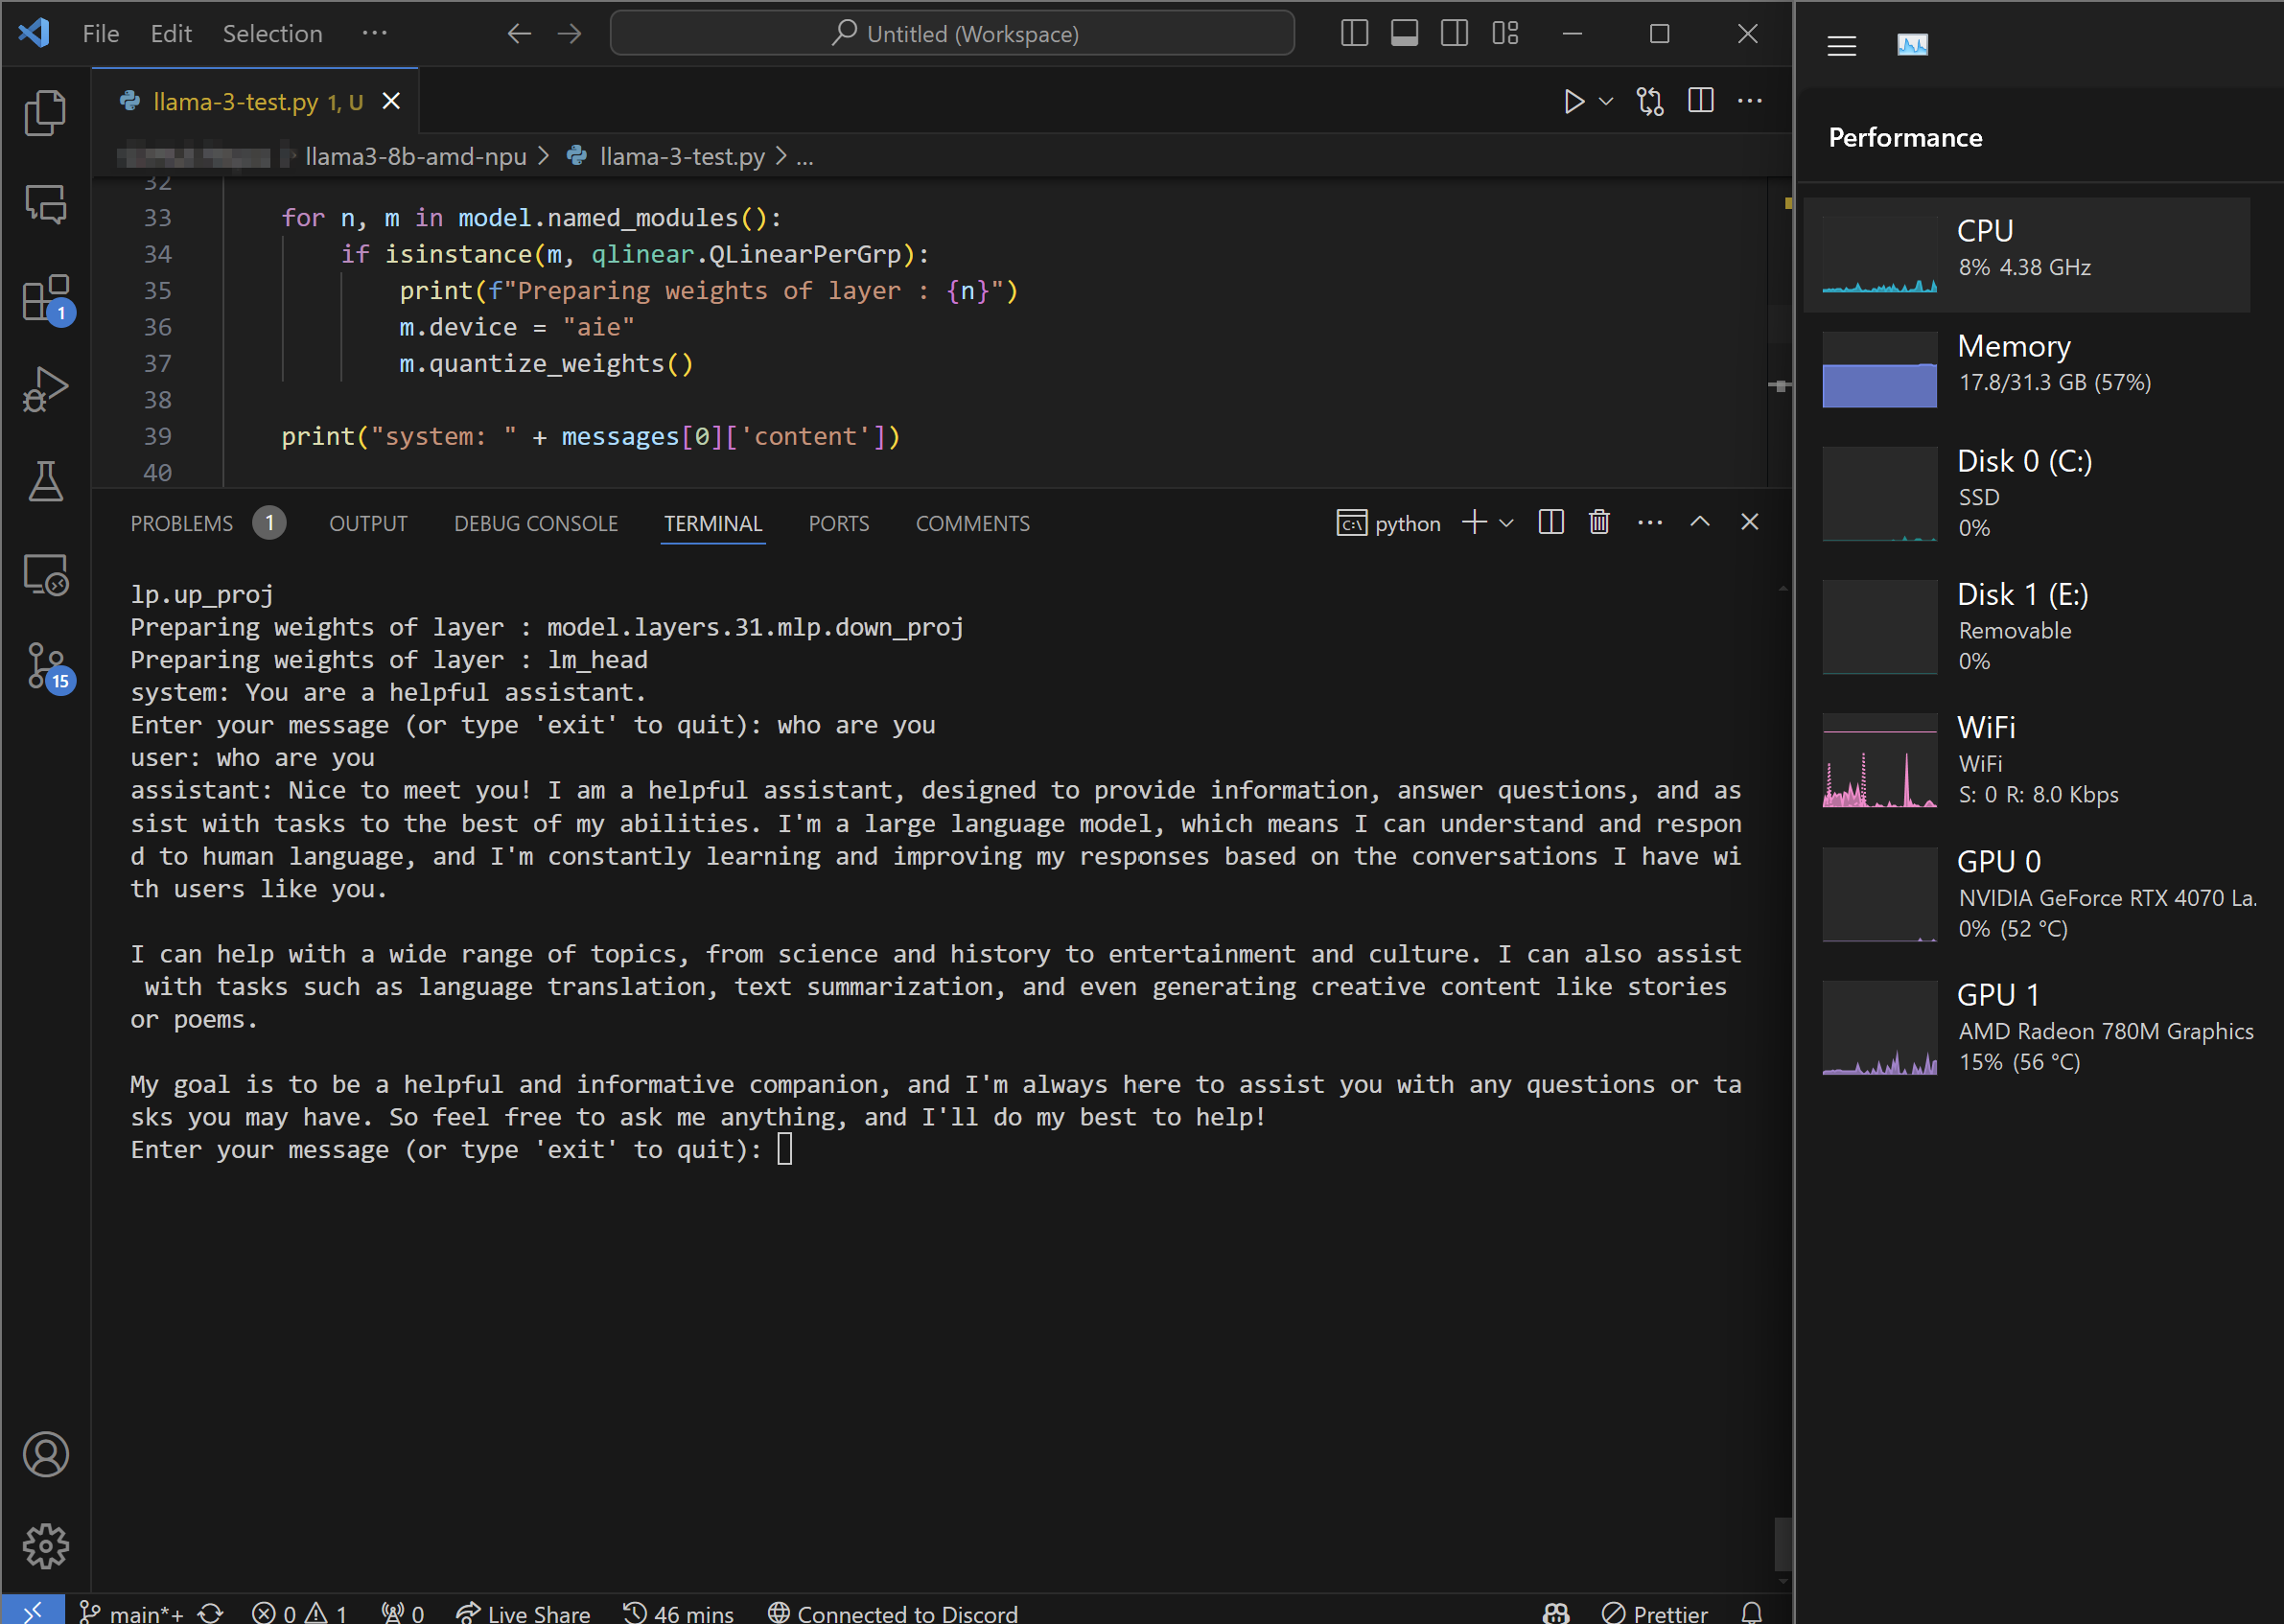 File Edit Selection ··· Untitled (Workspace)
llama-3-test.py 1, U
llama3-8b-amd-npu > llama-3-test.py > ...
32
33 for n, m in model.named_modules():
34 if isinstance(m, qlinear.QLinearPerGrp):
35 print(f"Preparing weights of layer : {n}")
36 m.device = "aie"
37 m.quantize_weights()
38
39 print("system: " + messages[0]['content'])
40
PROBLEMS 1 OUTPUT DEBUG CONSOLE TERMINAL PORTS COMMENTS python
lp.up_proj
Preparing weights of layer : model.layers.31.mlp.down_proj
Preparing weights of layer : lm_head
system: You are a helpful assistant.
Enter your message (or type 'exit' to quit): who are you
user: who are you
assistant: Nice to meet you! I am a helpful assistant, designed to provide information, answer questions, and as
sist with tasks to the best of my abilities. I'm a large language model, which means I can understand and respon
d to human language, and I'm constantly learning and improving my responses based on the conversations I have wi
th users like you.
I can help with a wide range of topics, from science and history to entertainment and culture. I can also assist
with tasks such as language translation, text summarization, and even generating creative content like stories
or poems.
My goal is to be a helpful and informative companion, and I'm always here to assist you with any questions or ta
sks you may have. So feel free to ask me anything, and I'll do my best to help!
Enter your message (or type 'exit' to quit):
1
15
main*+ 0 1 0 Live Share 46 mins Connected to Discord Prettier
Performance
CPU
8% 4.38 GHz
Memory
17.8/31.3 GB (57%)
Disk 0 (C:)
SSD
0%
Disk 1 (E:)
Removable
0%
WiFi
WiFi
S: 0 R: 8.0 Kbps
GPU 0
NVIDIA GeForce RTX 4070 La.
0% (52 °C)
GPU 1
AMD Radeon 780M Graphics
15% (56 °C)